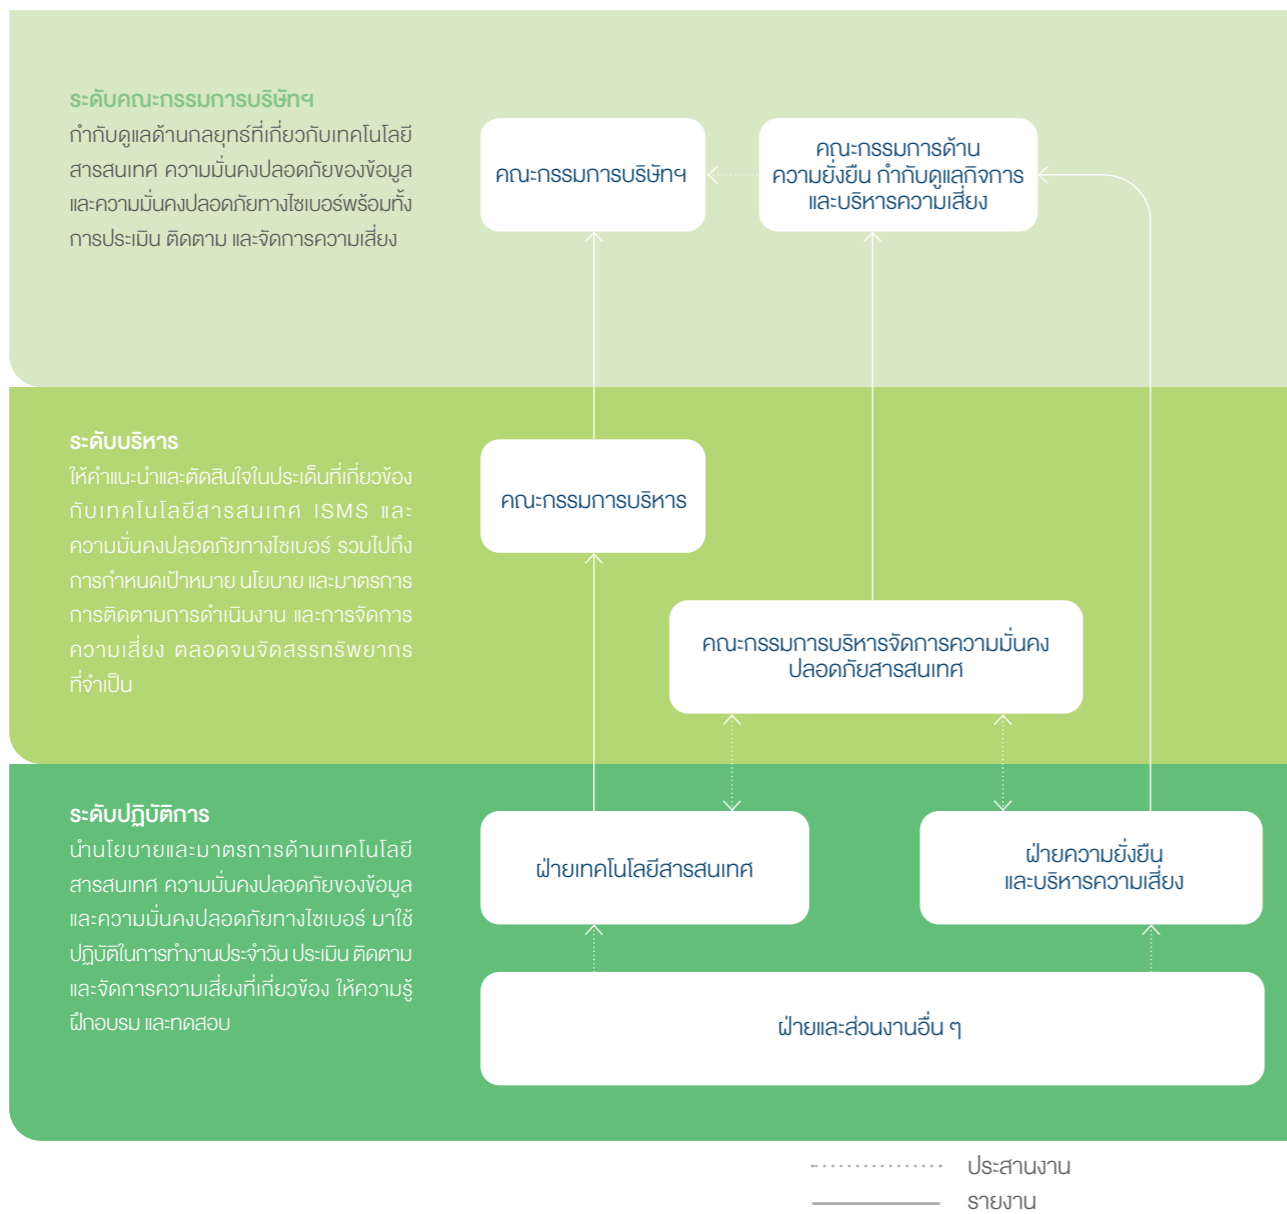 ระดับคณะกรรมการบริษัทฯ
กำกับดูแลด้านกลยุทธ์ที่เกี่ยวกับเทคโนโลยี
สารสนเทศ ความมั่นคงปลอดภัยของข้อมูล
และความมั่นคงปลอดภัยทางไซเบอร์พร้อมทั้ง
การประเมิน ติดตาม และจัดการความเสี่ยง
คณะกรรมการบริษัทฯ
คณะกรรมการด้าน
ความยั่งยืน กำกับดูแลกิจการ
และบริหารความเสี่ยง
ระดับบริหาร
ให้คำแนะนำและตัดสินใจในประเด็นที่เกี่ยวข้อง
กับเทคโนโลยีสารสนเทศ ISMS และ
ความมั่นคงปลอดภัยทางไซเบอร์ รวมไปถึง
การกำหนดเป้าหมาย นโยบาย และมาตรการ
การติดตามการดำเนินงาน และการจัดการ
ความเสี่ยง ตลอดจนจัดสรรทรัพยากร
ที่จำเป็น
คณะกรรมการบริหาร
คณะกรรมการบริหารจัดการความมั่นคง
ปลอดภัยสารสนเทศ
ระดับปฏิบัติการ
นำนโยบายและมาตรการด้านเทคโนโลยี
สารสนเทศ ความมั่นคงปลอดภัยของข้อมูล
และความมั่นคงปลอดภัยทางไซเบอร์ มาใช้
ปฏิบัติในการทำงานประจำวัน ประเมิน ติดตาม
และจัดการความเสี่ยงที่เกี่ยวข้อง ให้ความรู้
ฝึกอบรม และทดสอบ
ฝ่ายเทคโนโลยีสารสนเทศ
ฝ่ายความยั่งยืน
และบริหารความเสี่ยง
ฝ่ายและส่วนงานอื่น ๆ
ประสานงาน
รายงาน